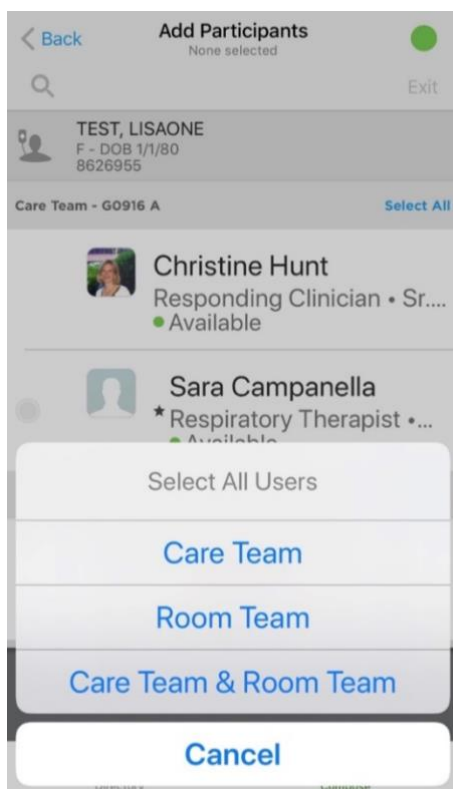 Back
Add Participants
None selected
Exit
TEST, LISAONE
F - DOB 1/1/80
8626955
Care Team - G0916 A
Select All
Christine Hunt
Responding Clinician • Sr....
Available
Sara Campanella
Respiratory Therapist •...
Available
Select All Users
Care Team
Room Team
Care Team & Room Team
Cancel